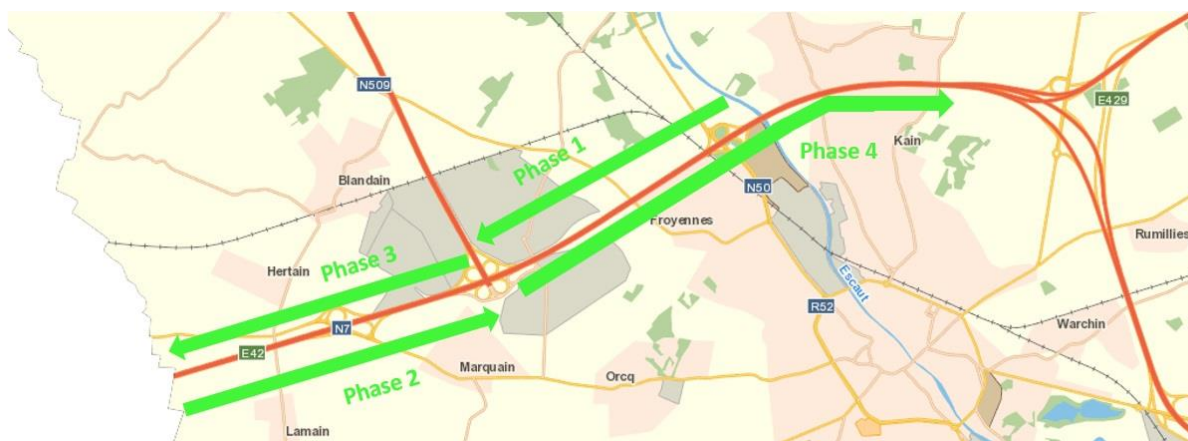 N509
E429
Phase 1
Phase 4
Kain
Blandain
N50
Froyennes
Rumillies
Hertain
Phase 3
Escaut
R52
N7
Warchin
E42
Marquain
Phase 2
Orcq
Lamain